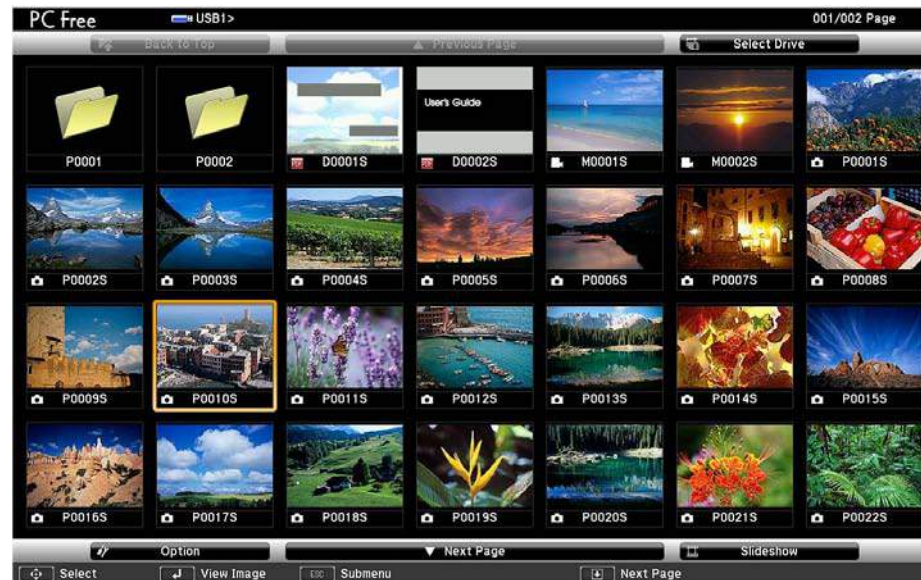 PC Free USB1> 001/002 Page
Back to Top Previous Page Select Drive
User's Guide
P0001 P0002 D0001S D0002S M0001S M0002S P0001S
P0002S P0003S P0004S P0005S P0006S P0007S P0008S
P0009S P0010S P0011S P0012S P0013S P0014S P0015S
P0016S P0017S P0018S P0019S P0020S P0021S P0022S
Option Next Page Slideshow
Select View Image ESC Submenu Next Page